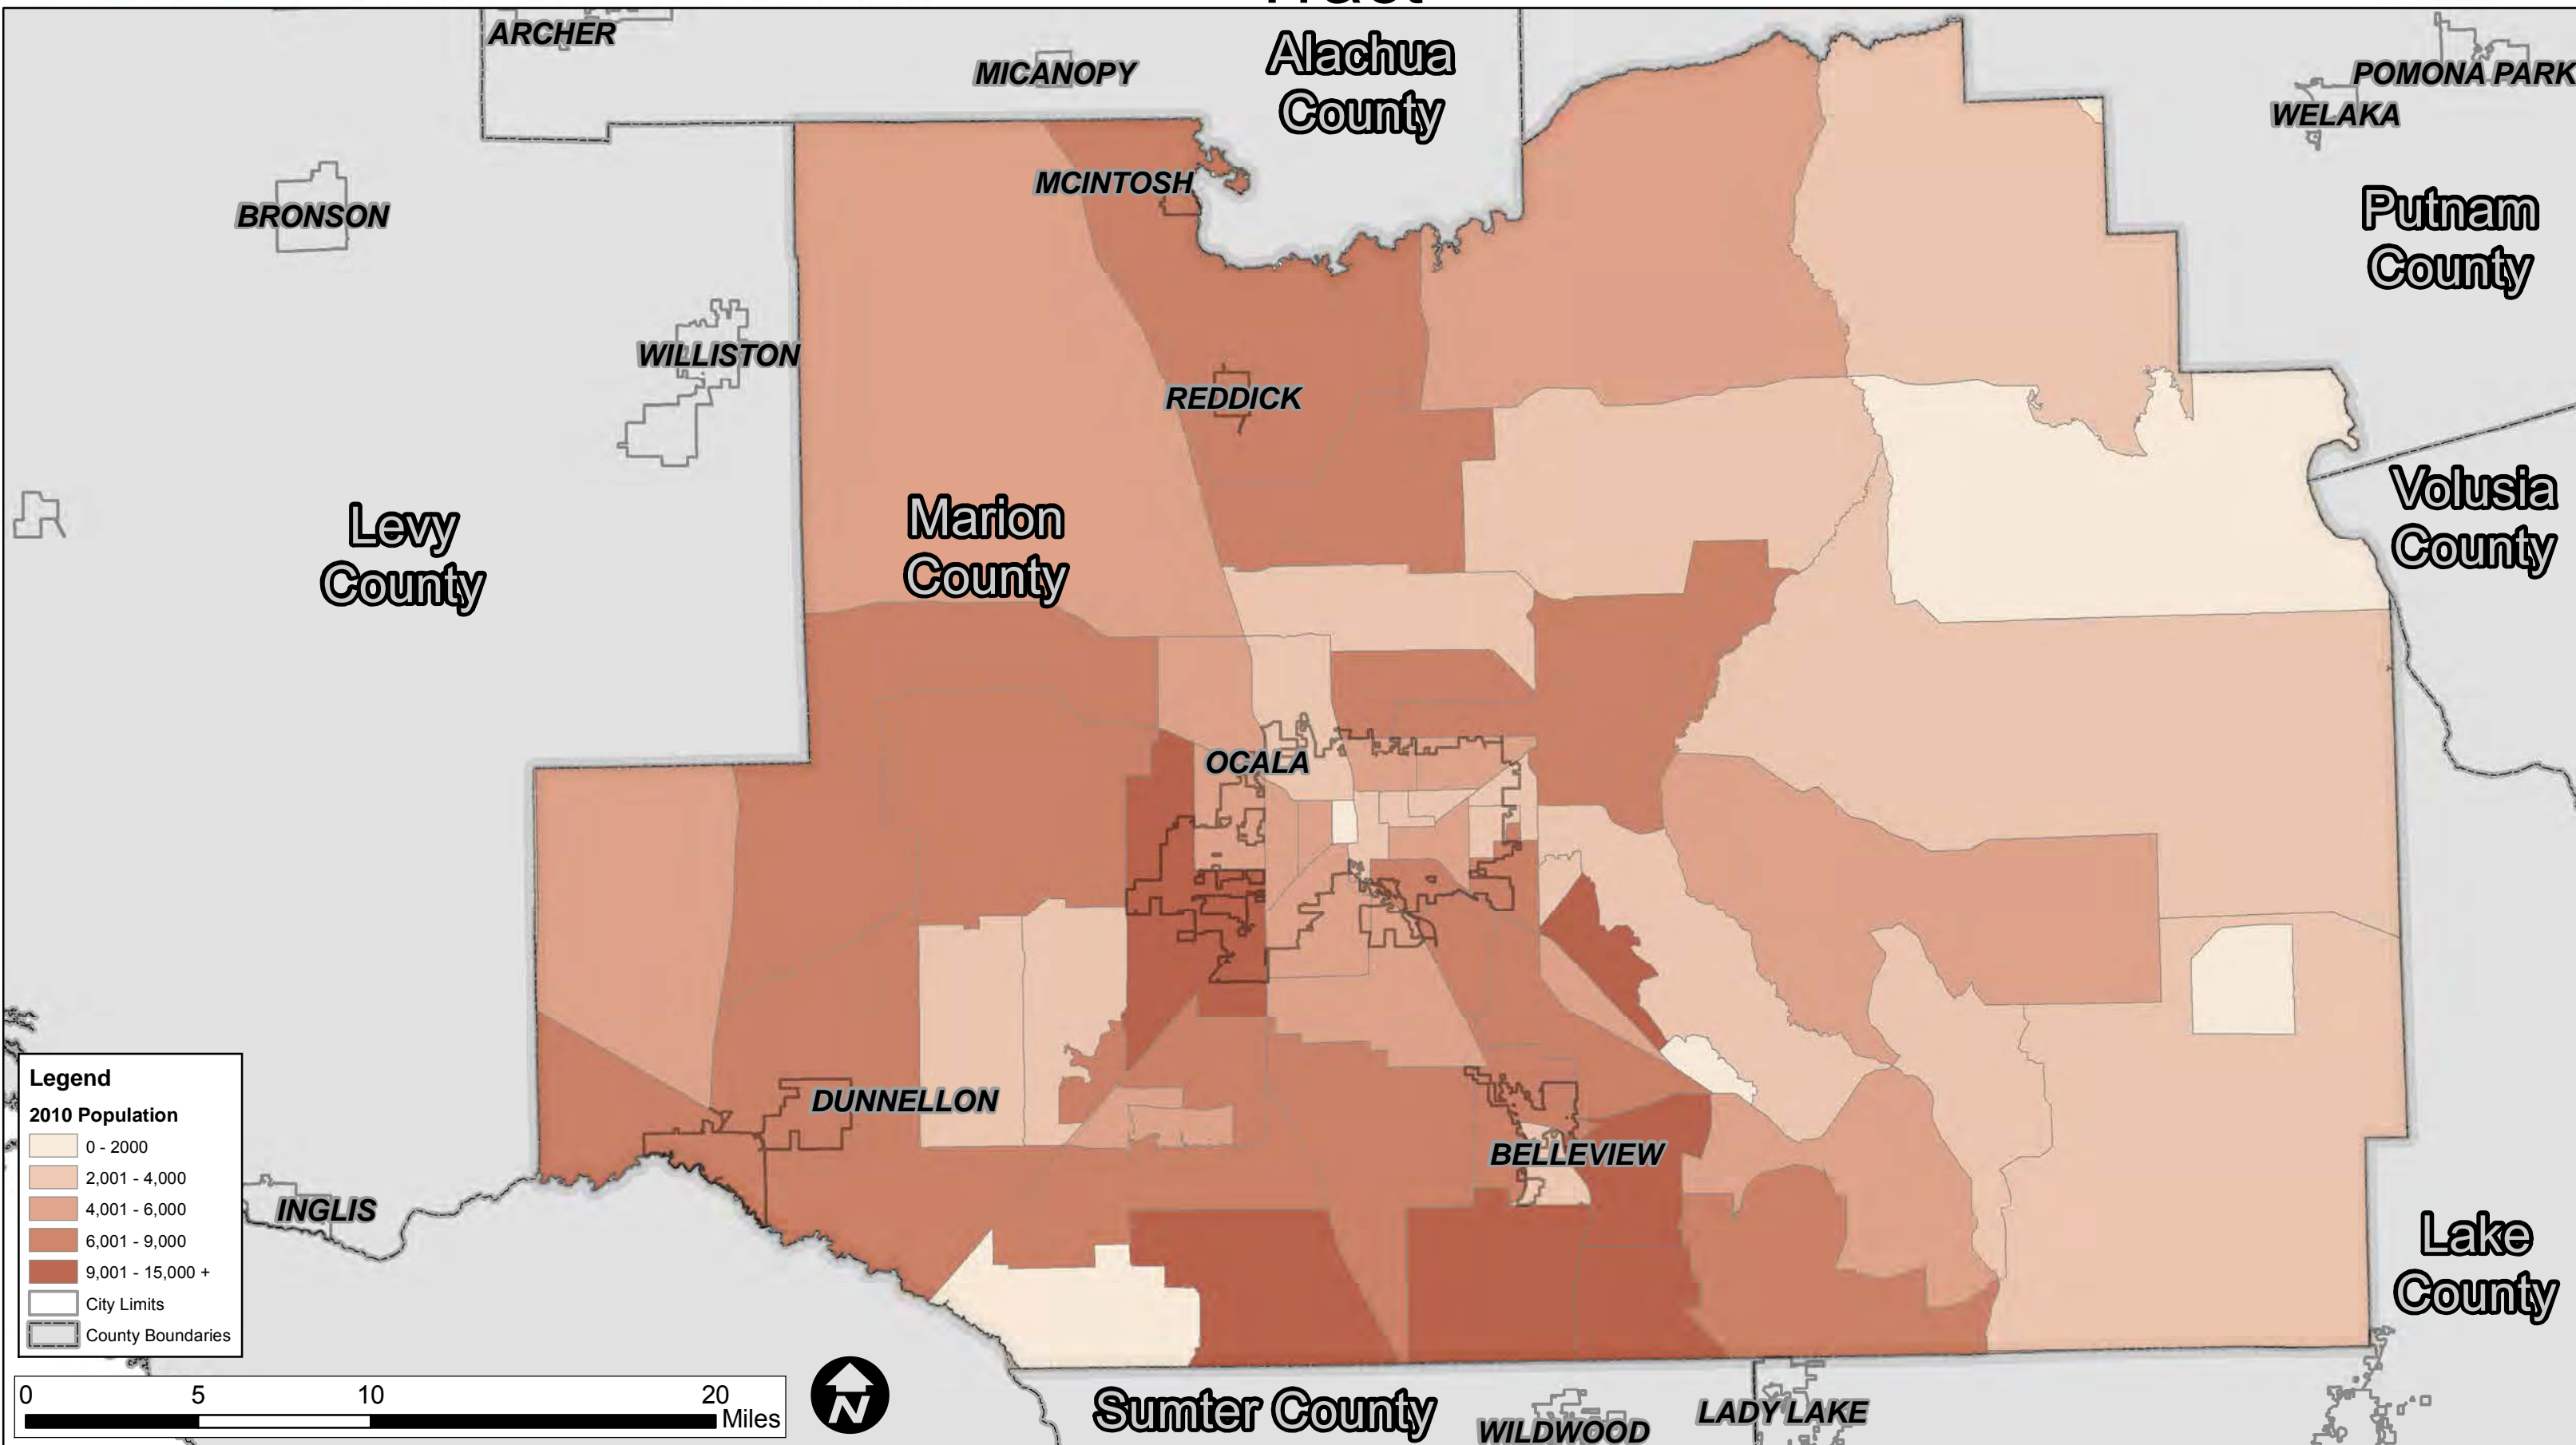 Tract
ARCHER
MICANOPY
Alachua
County
POMONA PARK
WELAKA
MCINTOSH
BRONSON
Putnam
County
WILLISTON
REDDICK
Levy
County
Marion
County
Volusia
County
OCALA
DUNNELLON
BELLEVIEW
INGLIS
Lake
County
Legend
2010 Population
0 - 2000
2,001 - 4,000
4,001 - 6,000
6,001 - 9,000
9,001 - 15,000 +
City Limits
County Boundaries
0 5 10 20
Miles
N
Sumter County
WILDWOOD
LADY LAKE